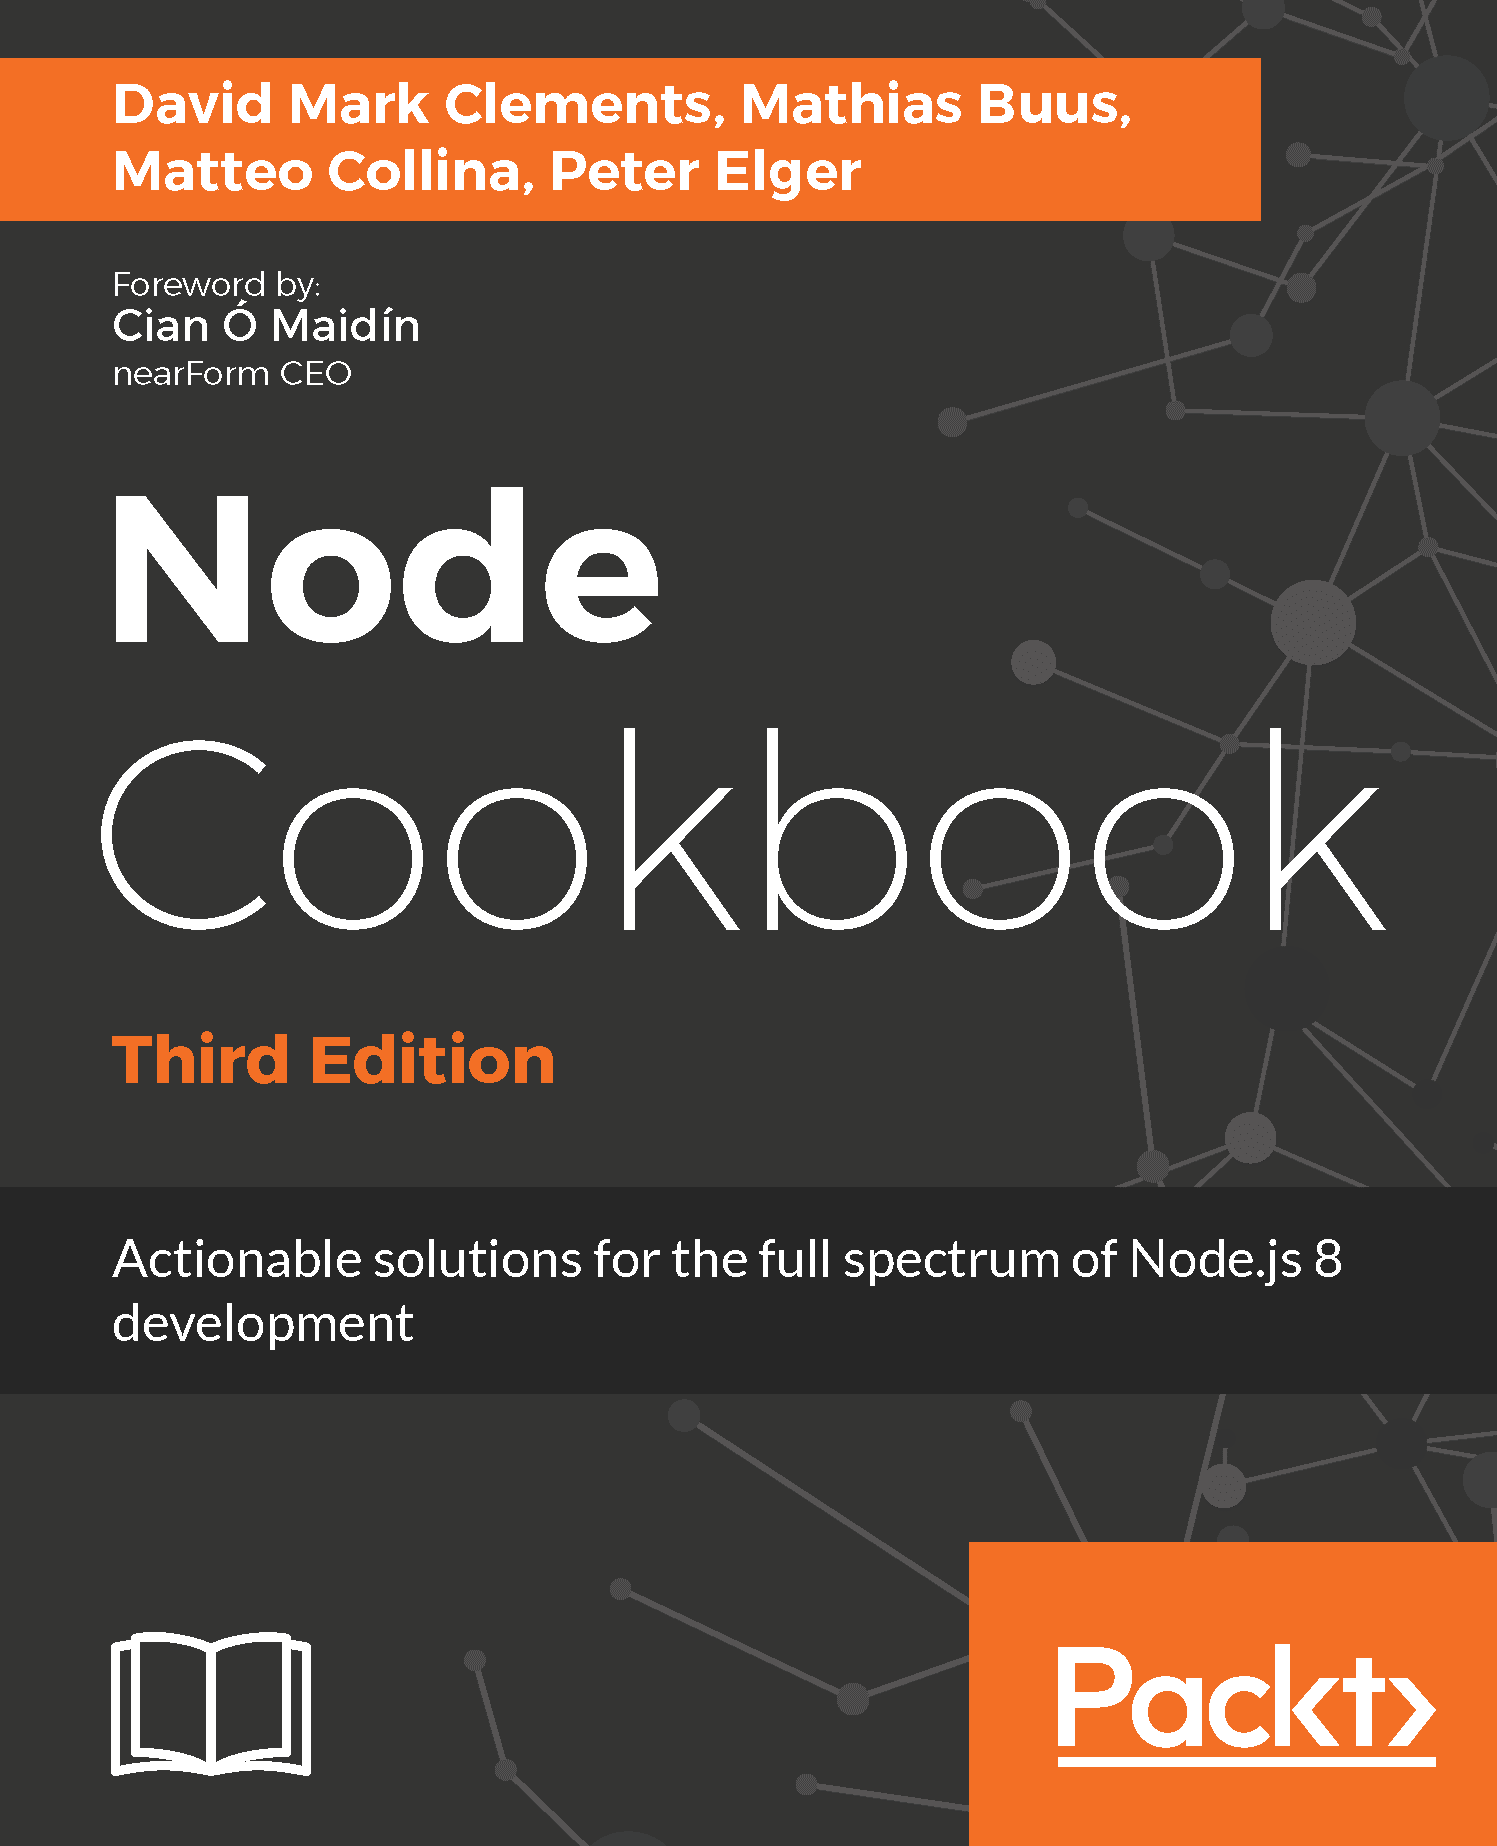 David Mark Clements, Mathias Buus,
Matteo Collina, Peter Elger
Foreword by:
Cian Ó Maidín
nearForm CEO
Node
Cookbook
Third Edition
Actionable solutions for the full spectrum of Node.js 8
development
Packt